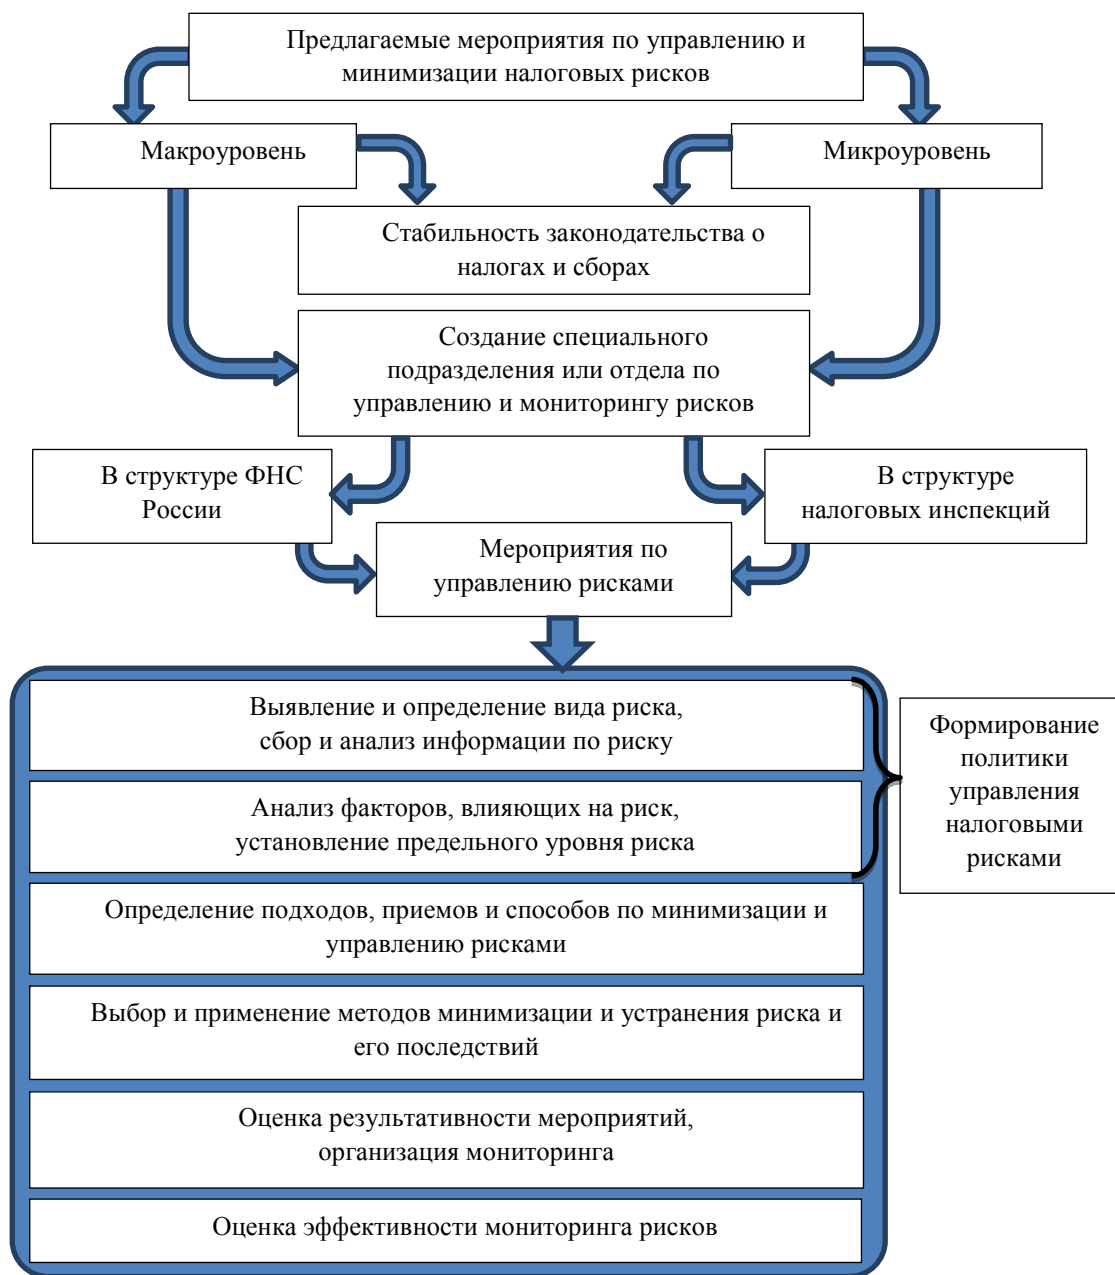 Предлагаемые мероприятия по управлению и
минимизации налоговых рисков
Макроуровень
Микроуровень
Стабильность законодательства о
налогах и сборах
Создание специального
подразделения или отдела по
управлению и мониторингу рисков
В структуре ФНС
России
В структуре
налоговых инспекций
Мероприятия по
управлению рисками
Выявление и определение вида риска,
сбор и анализ информации по риску
Анализ факторов, влияющих на риск,
установление предельного уровня риска
Формирование
политики
управления
налоговыми
рисками
Определение подходов, приемов и способов по минимизации и
управлению рисками
Выбор и применение методов минимизации и устранения риска и
его последствий
Оценка результативности мероприятий,
организация мониторинга
Оценка эффективности мониторинга рисков